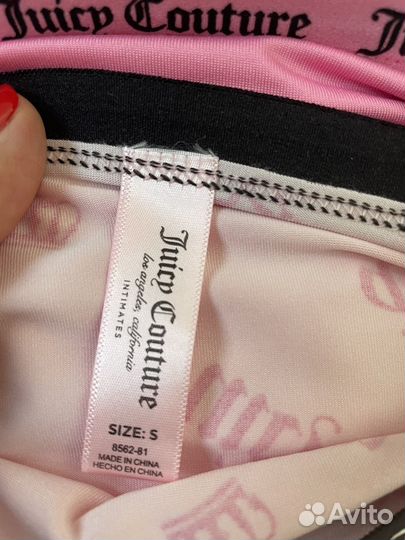 Juicy Couture
Juicy Couture
los angeles, california
INTIMATES
SIZE: S
8562-81
MADE IN CHINA
HECHO EN CHINA
Avito